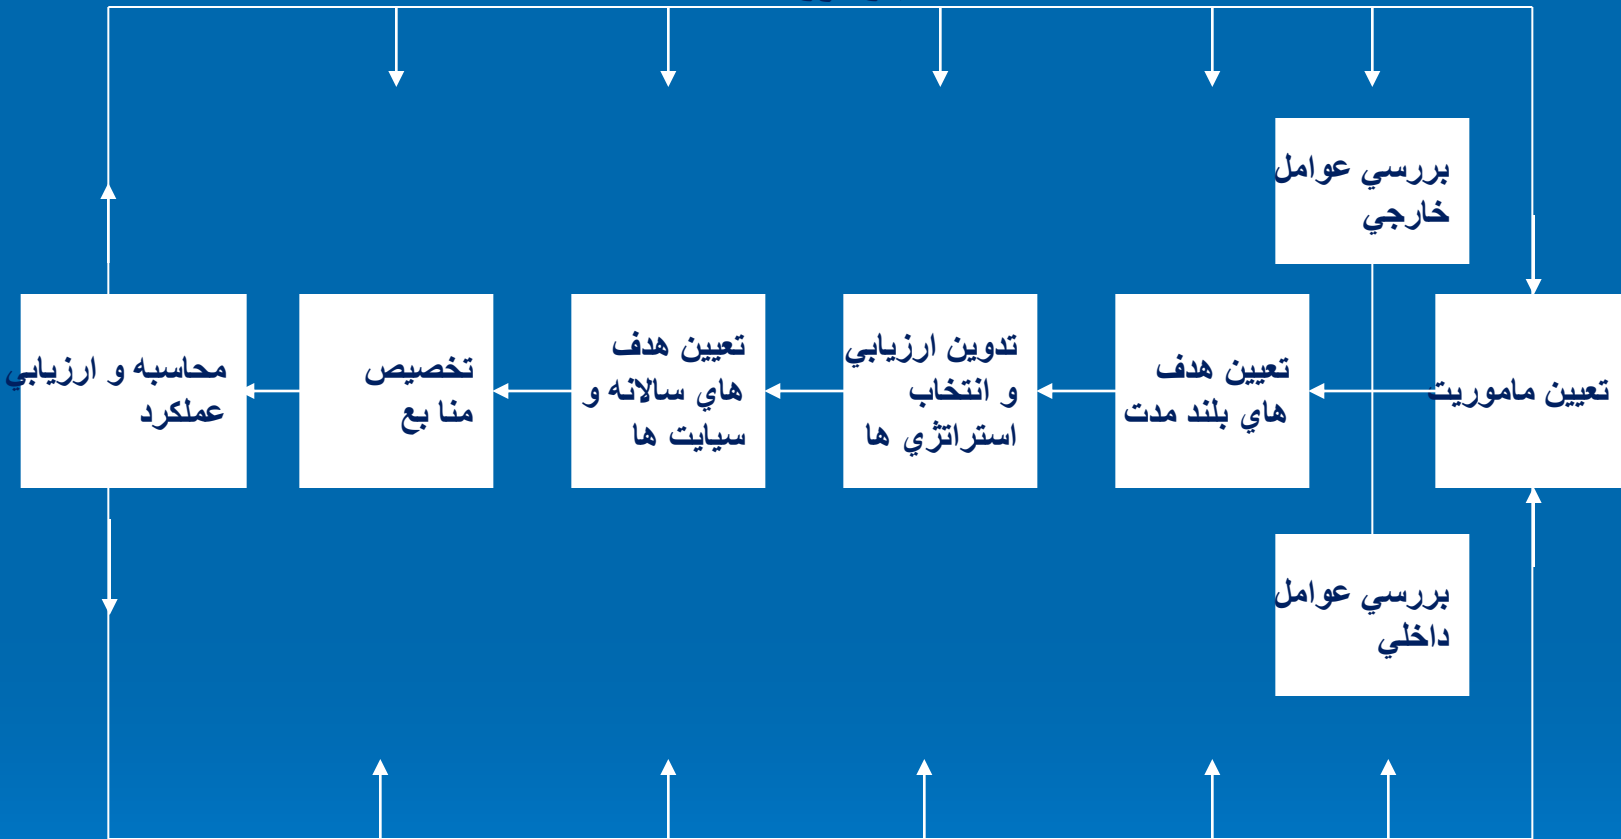 بررسي عوامل
خارجي
تعيين ماموريت
تعيين هدف
هاي بلند مدت
تدوين ارزيابي
و انتخاب
استراتژي ها
تعيين هدف
هاي سالانه و
سيايت ها
تخصيص
منا بع
محاسبه و ارزيابي
عملكرد
بررسي عوامل
داخلي